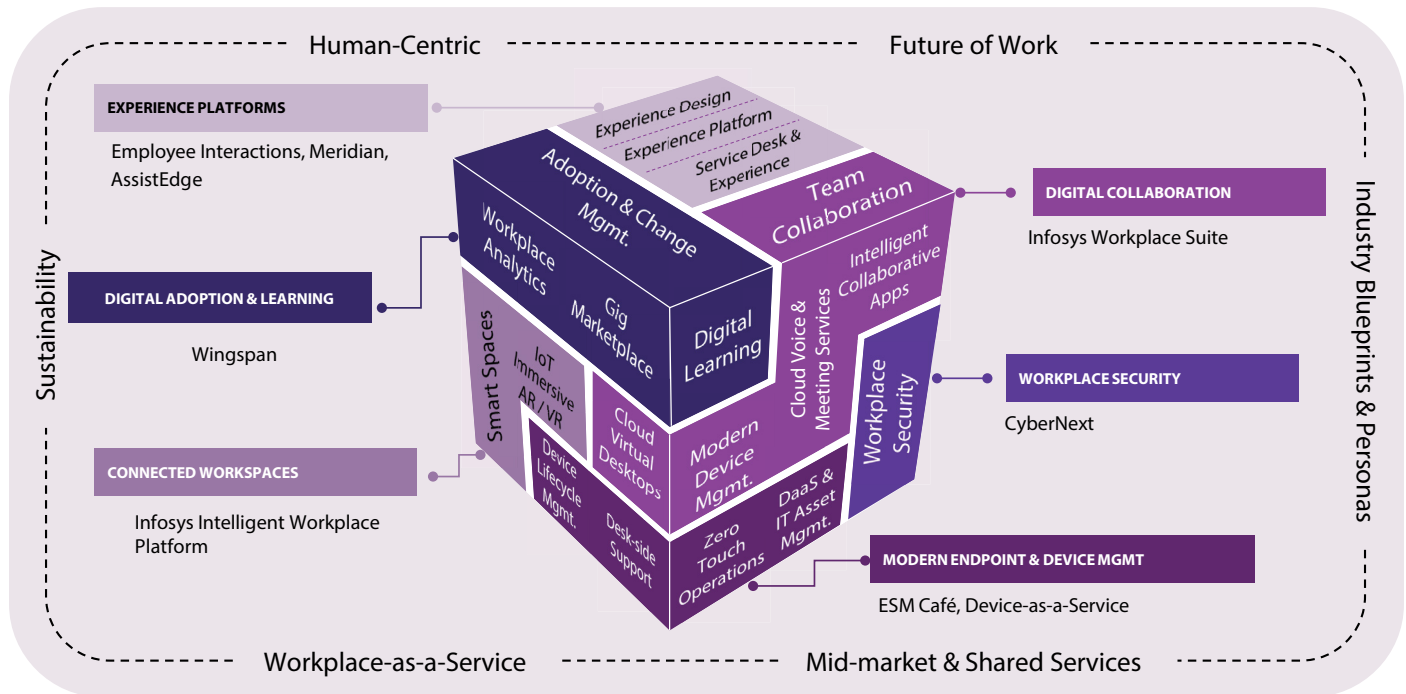 Human-Centric
Future of Work
EXPERIENCE PLATFORMS
Employee Interactions, Meridian,
AssistEdge
DIGITAL ADOPTION & LEARNING
Wingspan
CONNECTED WORKSPACES
Infosys Intelligent Workplace
Platform
Sustainability
Experience Design
Experience Platform
Service Desk &
Experience
Adoption & Change
Mgmt.
Team
Collaboration
Workplace
Analytics
Gig
Marketplace
Digital
Learning
Intelligent
Collaborative
Apps
Cloud Voice &
Meeting Services
Smart Spaces
IoT
Immersive
AR / VR
Cloud
Virtual
Desktops
Modern
Device
Mgmt.
Workplace
Security
Device
Lifecycle
Mgmt.
Desk-side
Support
Zero
Touch
Operations
DaaS &
IT Asset
Mgmt.
DIGITAL COLLABORATION
Infosys Workplace Suite
WORKPLACE SECURITY
CyberNext
MODERN ENDPOINT & DEVICE MGMT
ESM Café, Device-as-a-Service
Industry Blueprints & Personas
Workplace-as-a-Service
Mid-market & Shared Services